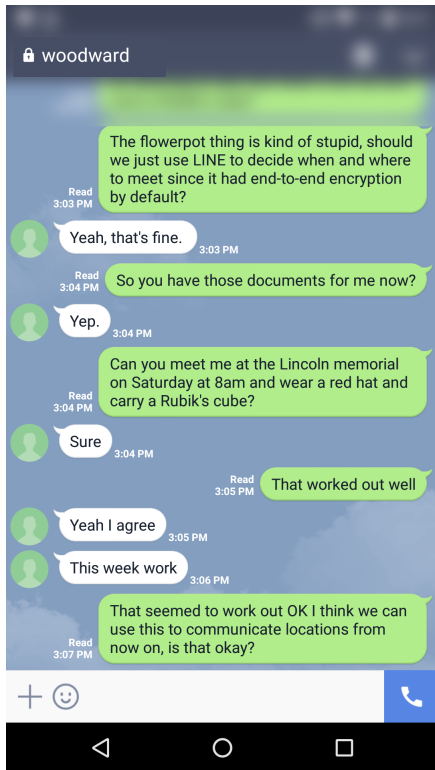 woodward
The flowerpot thing is kind of stupid, should
we just use LINE to decide when and where
to meet since it had end-to-end encryption
by default?
Read
3:03 PM
Yeah, that's fine.
3:03 PM
Read
3:04 PM
So you have those documents for me now?
Yep.
3:04 PM
Can you meet me at the Lincoln memorial
on Saturday at 8am and wear a red hat and
carry a Rubik's cube?
Read
3:04 PM
Sure
3:04 PM
Read
3:05 PM
That worked out well
Yeah I agree
3:05 PM
This week work
3:06 PM
That seemed to work out OK I think we can
use this to communicate locations from
now on, is that okay?
Read
3:07 PM